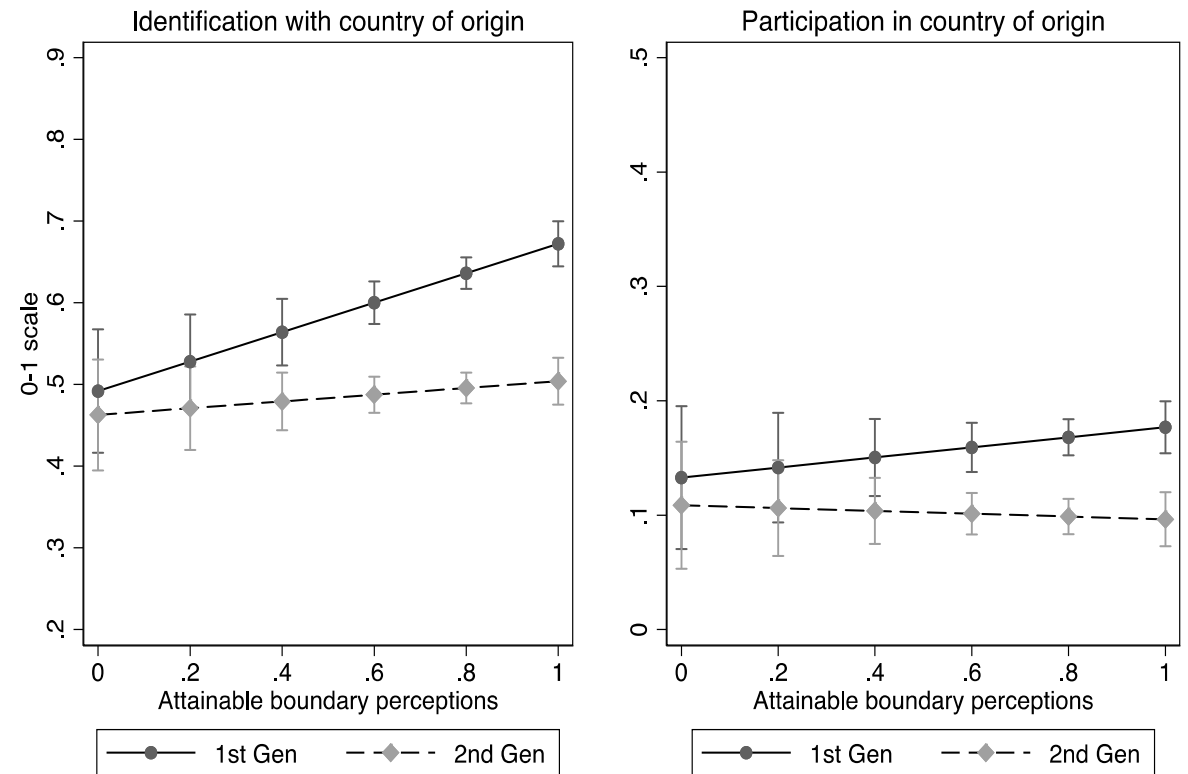 Identification with country of origin
.9
.8
.7
.6
.5
.4
.3
.2
0-1 scale
0 .2 .4 .6 .8 1
Attainable boundary perceptions
1st Gen 2nd Gen
Participation in country of origin
.5
.4
.3
.2
.1
0
0 .2 .4 .6 .8 1
Attainable boundary perceptions
1st Gen 2nd Gen